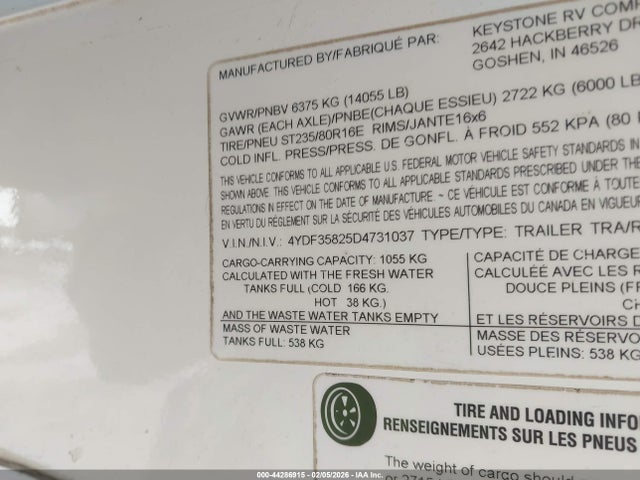 MANUFACTURED BY/FABRIQUÉ PAR:
KEYSTONE RV COMP
2642 HACKBERRY DR
GOSHEN, IN 46526
GVWR/PNBV 6375 KG (14055 LB)
GAWR (EACH AXLE)/PNBE(CHAQUE ESSIEU) 2722 KG (6000 LB
TIRE/PNEU ST235/80R16E RIMS/JANTE16x6
COLD INFL. PRESS/PRESS. DE GONFL. À FROID 552 KPA (80
THIS VEHICLE CONFORMS TO ALL APPLICABLE U.S. FEDERAL MOTOR VEHICLE SAFETY STANDARDS IN
SHOWN ABOVE. THIS VEHICLE CONFORMS TO ALL APPLICABLE STANDARDS PRESCRIBED UNDER THE
REGULATIONS IN EFFECT ON THE DATE OF MANUFACTURE. ~ CE VÉHICULE EST CONFORME À TOUTE
EN VERTU DU RÉGLEMENT SUR LA SÉCURITÉ DES VÉHICULES AUTOMOBILES DU CANADA EN VIGUEUR
V.I.N./N.I.V.: 4YDF35825D4731037 TYPE/TYPE: TRAILER TRA/R
CARGO-CARRYING CAPACITY: 1055 KG
CALCULATED WITH THE FRESH WATER
TANKS FULL (COLD 166 KG.
HOT 38 KG.)
AND THE WASTE WATER TANKS EMPTY
MASS OF WASTE WATER
TANKS FULL: 538 KG
CAPACITÉ DE CHARGE
CALCULÉE AVEC LES R
DOUCE PLEINS (FR
CH
ET LES RÉSERVOIRS D
MASSE DES RÉSERVO
USÉES PLEINS: 538 KG
TIRE AND LOADING INFO
RENSEIGNEMENTS SUR LES PNEUS
The weight of cargo should
000-44286915 - 02/05/2026 - IAA